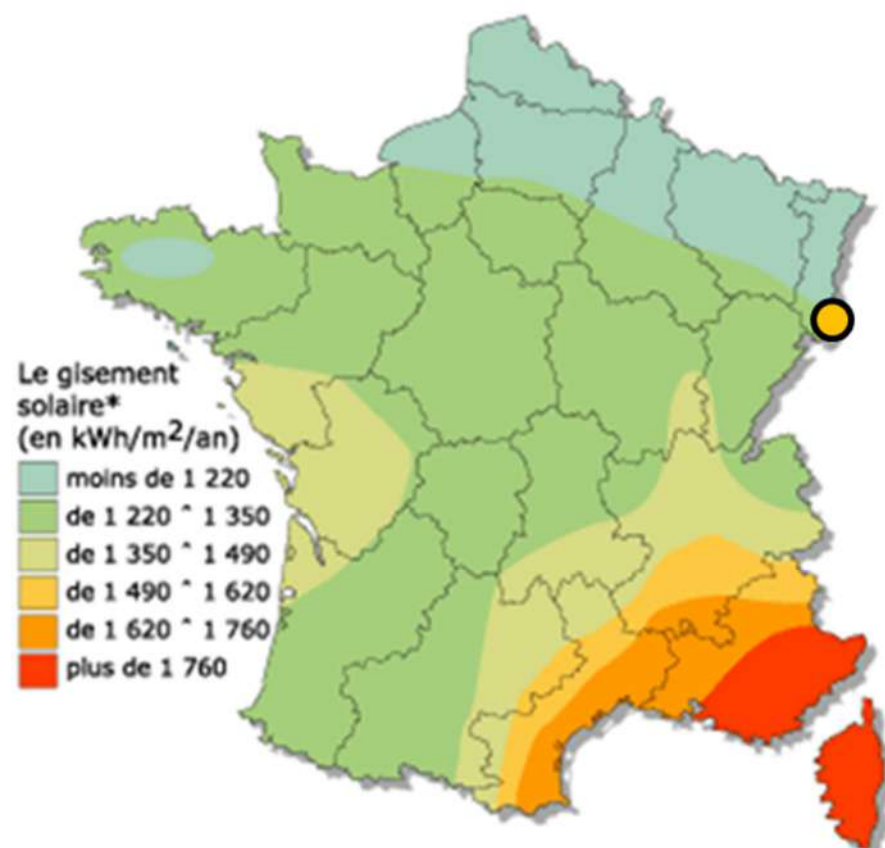 Le gisement
solaire*
(en kWh/m²/an)
moins de 1 220
de 1 220 ^ 1 350
de 1 350 ^ 1 490
de 1 490 ^ 1 620
de 1 620 ^ 1 760
plus de 1 760